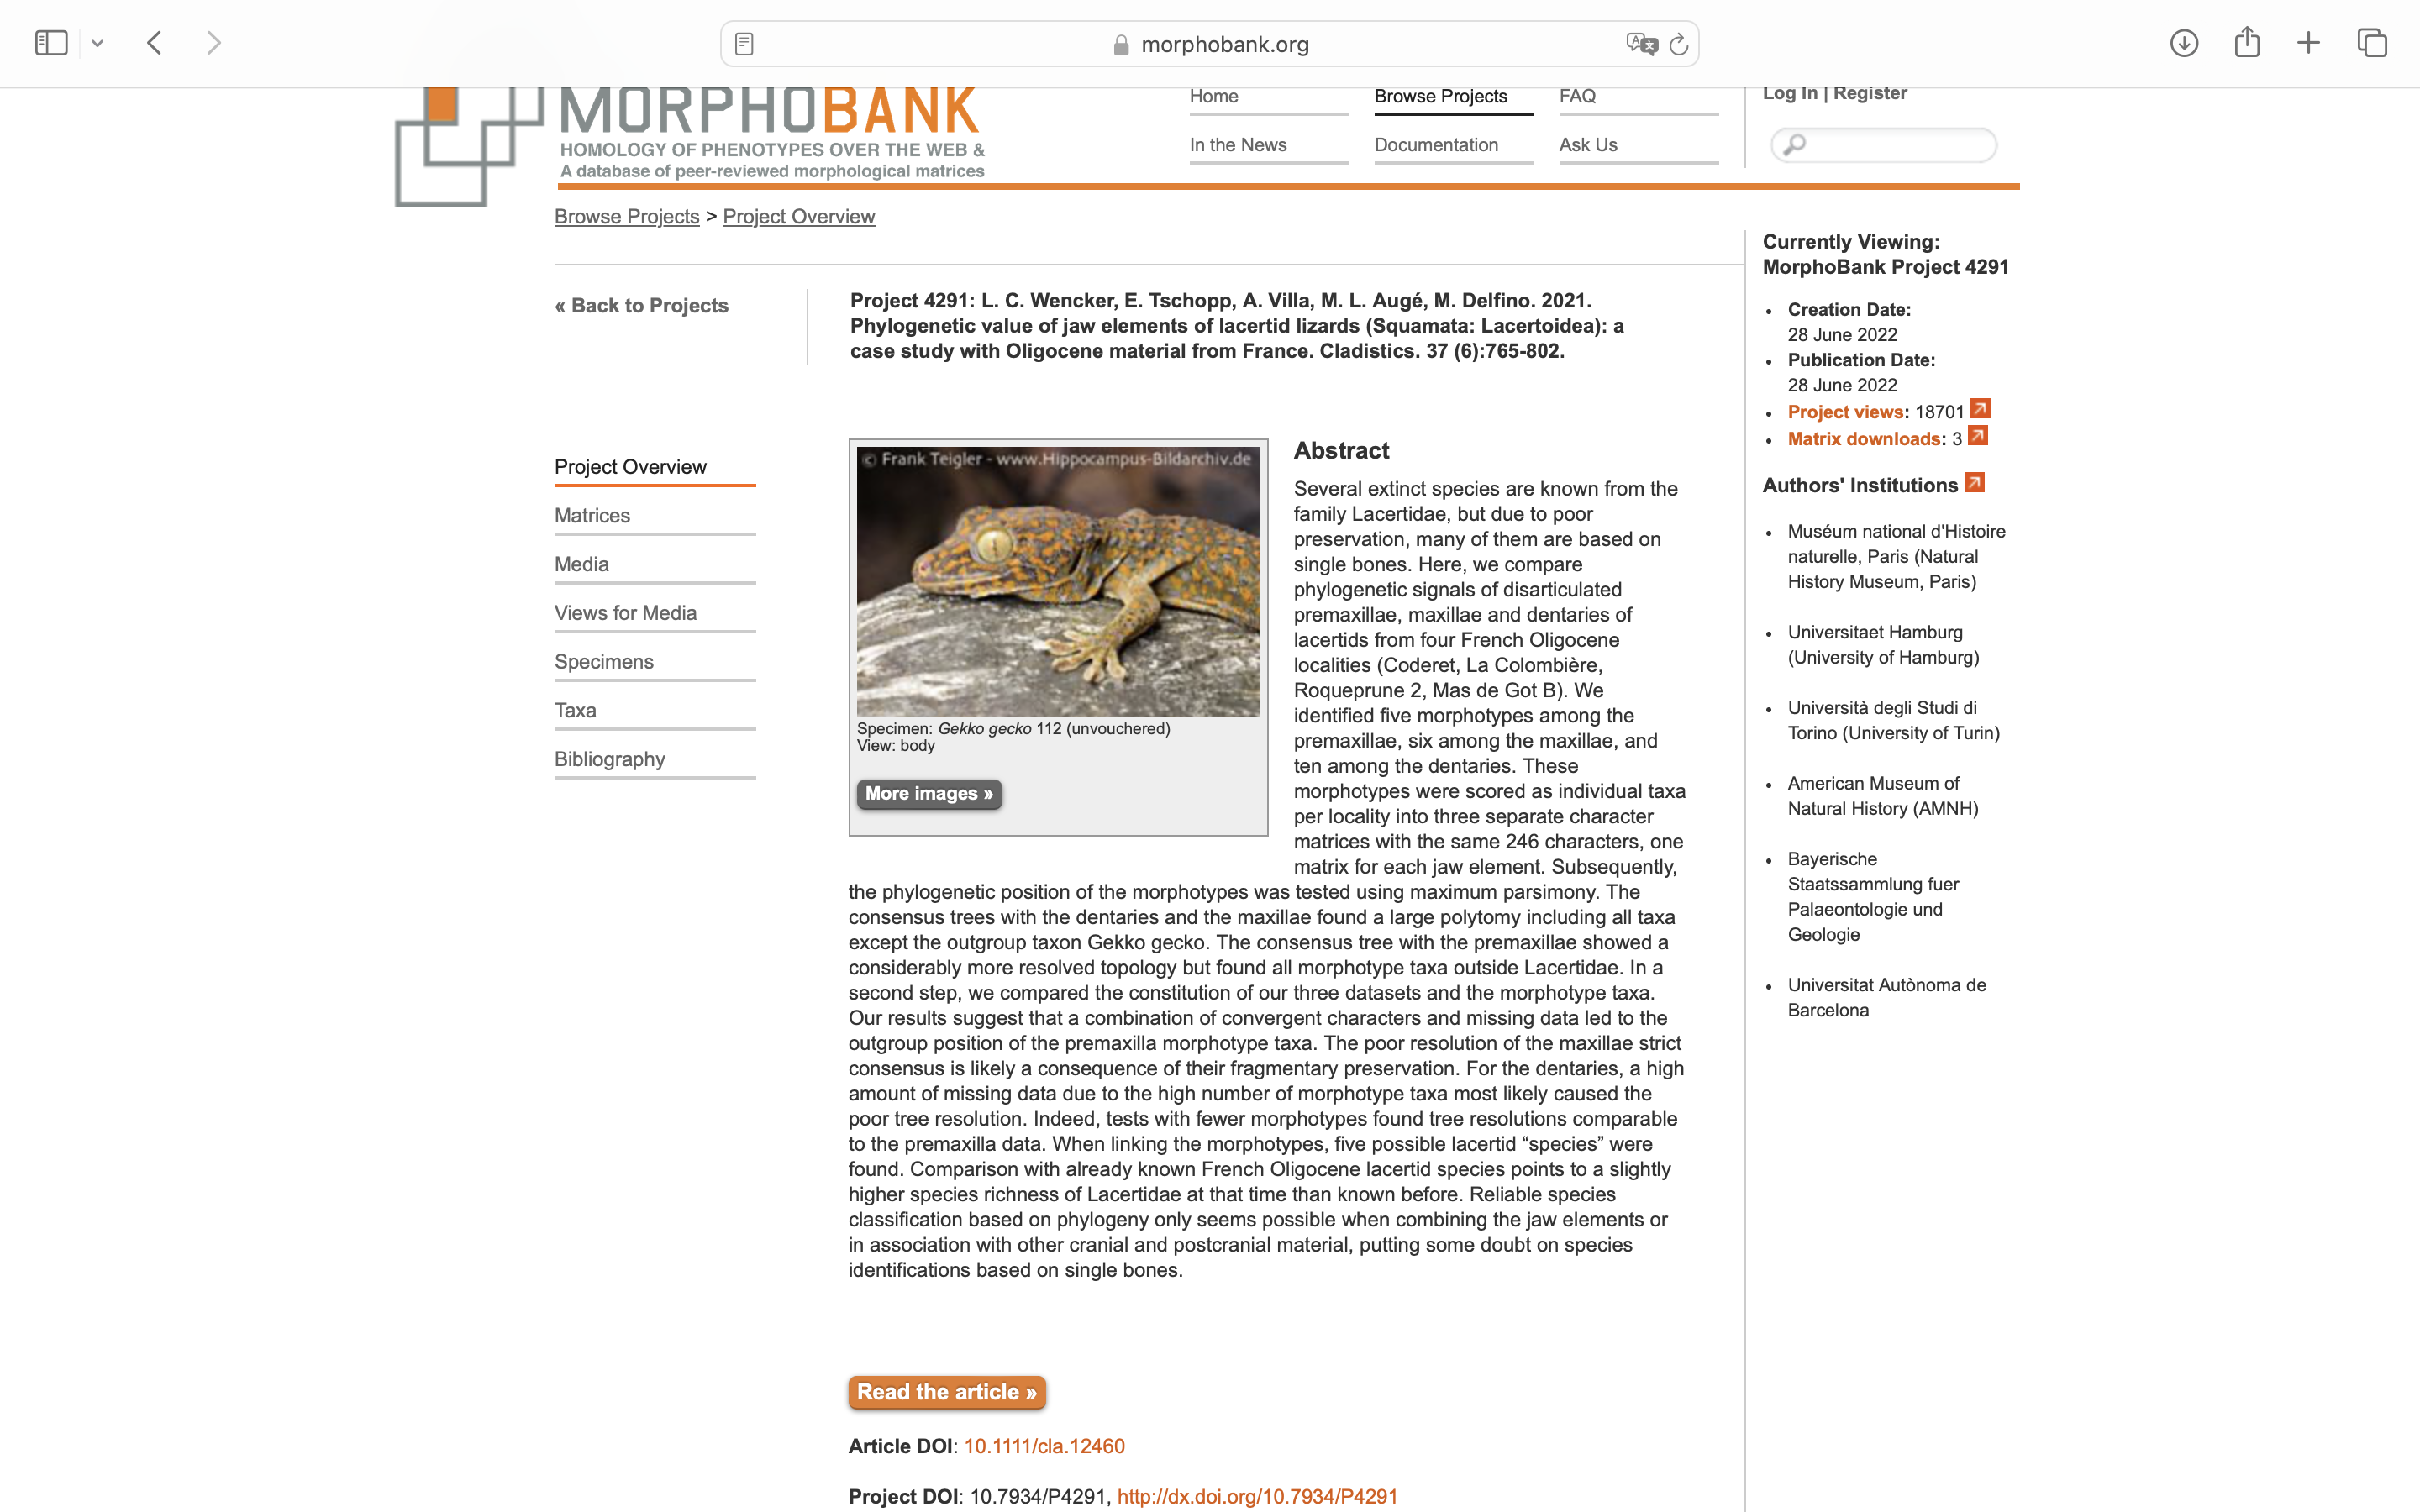 morphobank.org
MORPHOBANK
HOMOLOGY OF PHENOTYPES OVER THE WEB &
A database of peer-reviewed morphological matrices
Home
Browse Projects
FAQ
In the News
Documentation
Ask Us
Log In | Register
Browse Projects > Project Overview
« Back to Projects
Project 4291: L. C. Wencker, E. Tschopp, A. Villa, M. L. Augé, M. Delfino. 2021.
Phylogenetic value of jaw elements of lacertid lizards (Squamata: Lacertoidea): a
case study with Oligocene material from France. Cladistics. 37 (6):765-802.
Project Overview
Matrices
Media
Views for Media
Specimens
Taxa
Bibliography
© Frank Teigler - www.Hippocampus-Bildarchiv.de
Specimen: Gekko gecko 112 (unvouchered)
View: body
More images »
Abstract
Several extinct species are known from the
family Lacertidae, but due to poor
preservation, many of them are based on
single bones. Here, we compare
phylogenetic signals of disarticulated
premaxillae, maxillae and dentaries of
lacertids from four French Oligocene
localities (Coderet, La Colombière,
Roqueprune 2, Mas de Got B). We
identified five morphotypes among the
premaxillae, six among the maxillae, and
ten among the dentaries. These
morphotypes were scored as individual taxa
per locality into three separate character
matrices with the same 246 characters, one
matrix for each jaw element. Subsequently,
the phylogenetic position of the morphotypes was tested using maximum parsimony. The
consensus trees with the dentaries and the maxillae found a large polytomy including all taxa
except the outgroup taxon Gekko gecko. The consensus tree with the premaxillae showed a
considerably more resolved topology but found all morphotype taxa outside Lacertidae. In a
second step, we compared the constitution of our three datasets and the morphotype taxa.
Our results suggest that a combination of convergent characters and missing data led to the
outgroup position of the premaxilla morphotype taxa. The poor resolution of the maxillae strict
consensus is likely a consequence of their fragmentary preservation. For the dentaries, a high
amount of missing data due to the high number of morphotype taxa most likely caused the
poor tree resolution. Indeed, tests with fewer morphotypes found tree resolutions comparable
to the premaxilla data. When linking the morphotypes, five possible lacertid “species” were
found. Comparison with already known French Oligocene lacertid species points to a slightly
higher species richness of Lacertidae at that time than known before. Reliable species
classification based on phylogeny only seems possible when combining the jaw elements or
in association with other cranial and postcranial material, putting some doubt on species
identifications based on single bones.
Read the article »
Article DOI: 10.1111/cla.12460
Project DOI: 10.7934/P4291, http://dx.doi.org/10.7934/P4291
Currently Viewing:
MorphoBank Project 4291
• Creation Date:
28 June 2022
• Publication Date:
28 June 2022
• Project views: 18701
• Matrix downloads: 3
Authors' Institutions
• Muséum national d'Histoire
naturelle, Paris (Natural
History Museum, Paris)
• Universitaet Hamburg
(University of Hamburg)
• Università degli Studi di
Torino (University of Turin)
• American Museum of
Natural History (AMNH)
• Bayerische
Staatssammlung fuer
Palaeontologie und
Geologie
• Universitat Autònoma de
Barcelona